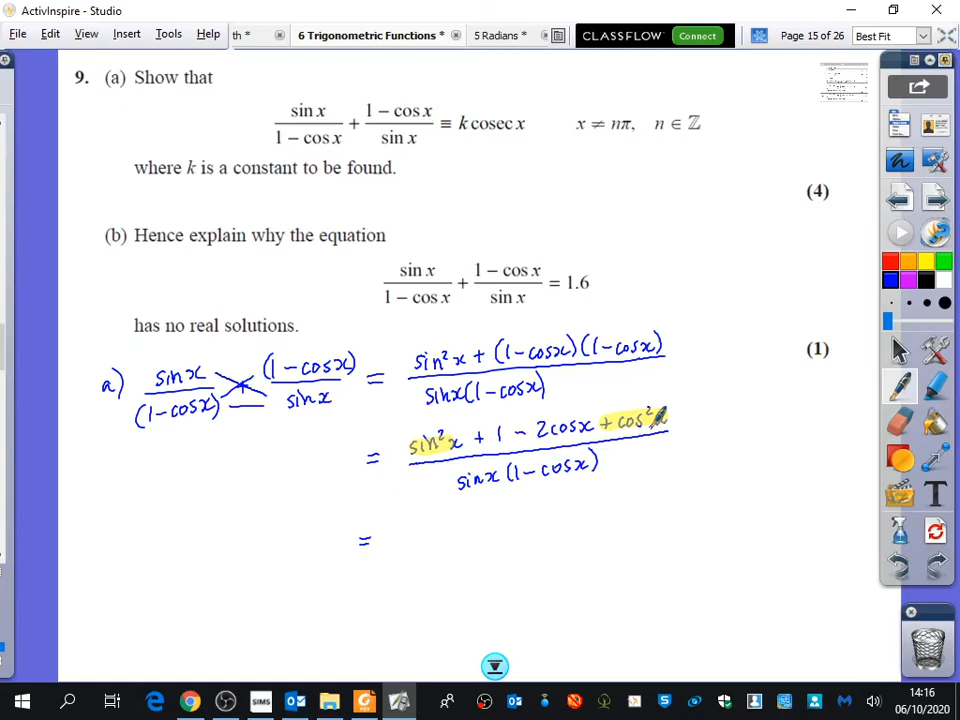 ActivInspire - Studio
File Edit View Insert Tools Help th * 6 Trigonometric Functions * 5 Radians * CLASSFLOW Connect Page 15 of 26 Best Fit
9. (a) Show that
sin x / (1 − cos x) + (1 − cos x) / sin x ≡ k cosec x x ≠ nπ, n ∈ ℤ
where k is a constant to be found.
(4)
(b) Hence explain why the equation
sin x / (1 − cos x) + (1 − cos x) / sin x = 1.6
has no real solutions.
(1)
a) sin x / (1 − cos x) + (1 − cos x) / sin x = (sin²x + (1 − cos x)(1 − cos x)) / (sin x (1 − cos x))
= (sin²x + 1 − 2cos x + cos²x) / (sin x (1 − cos x))
=
SIMS
14:16
06/10/2020